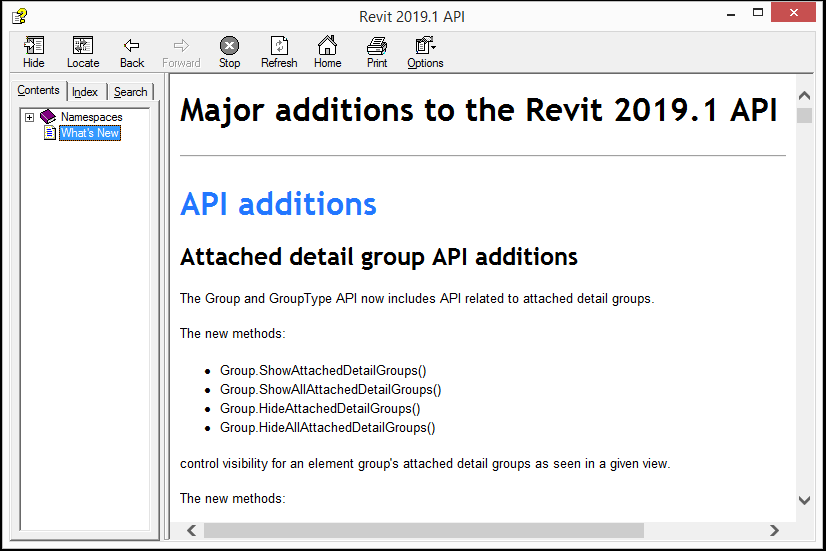 Revit 2019.1 API
Hide Locate Back Forward Stop Refresh Home Print Options
Contents Index Search
Namespaces
What's New
Major additions to the Revit 2019.1 API
API additions
Attached detail group API additions
The Group and GroupType API now includes API related to attached detail groups.
The new methods:
• Group.ShowAttachedDetailGroups()
• Group.ShowAllAttachedDetailGroups()
• Group.HideAttachedDetailGroups()
• Group.HideAllAttachedDetailGroups()
control visibility for an element group's attached detail groups as seen in a given view.
The new methods: